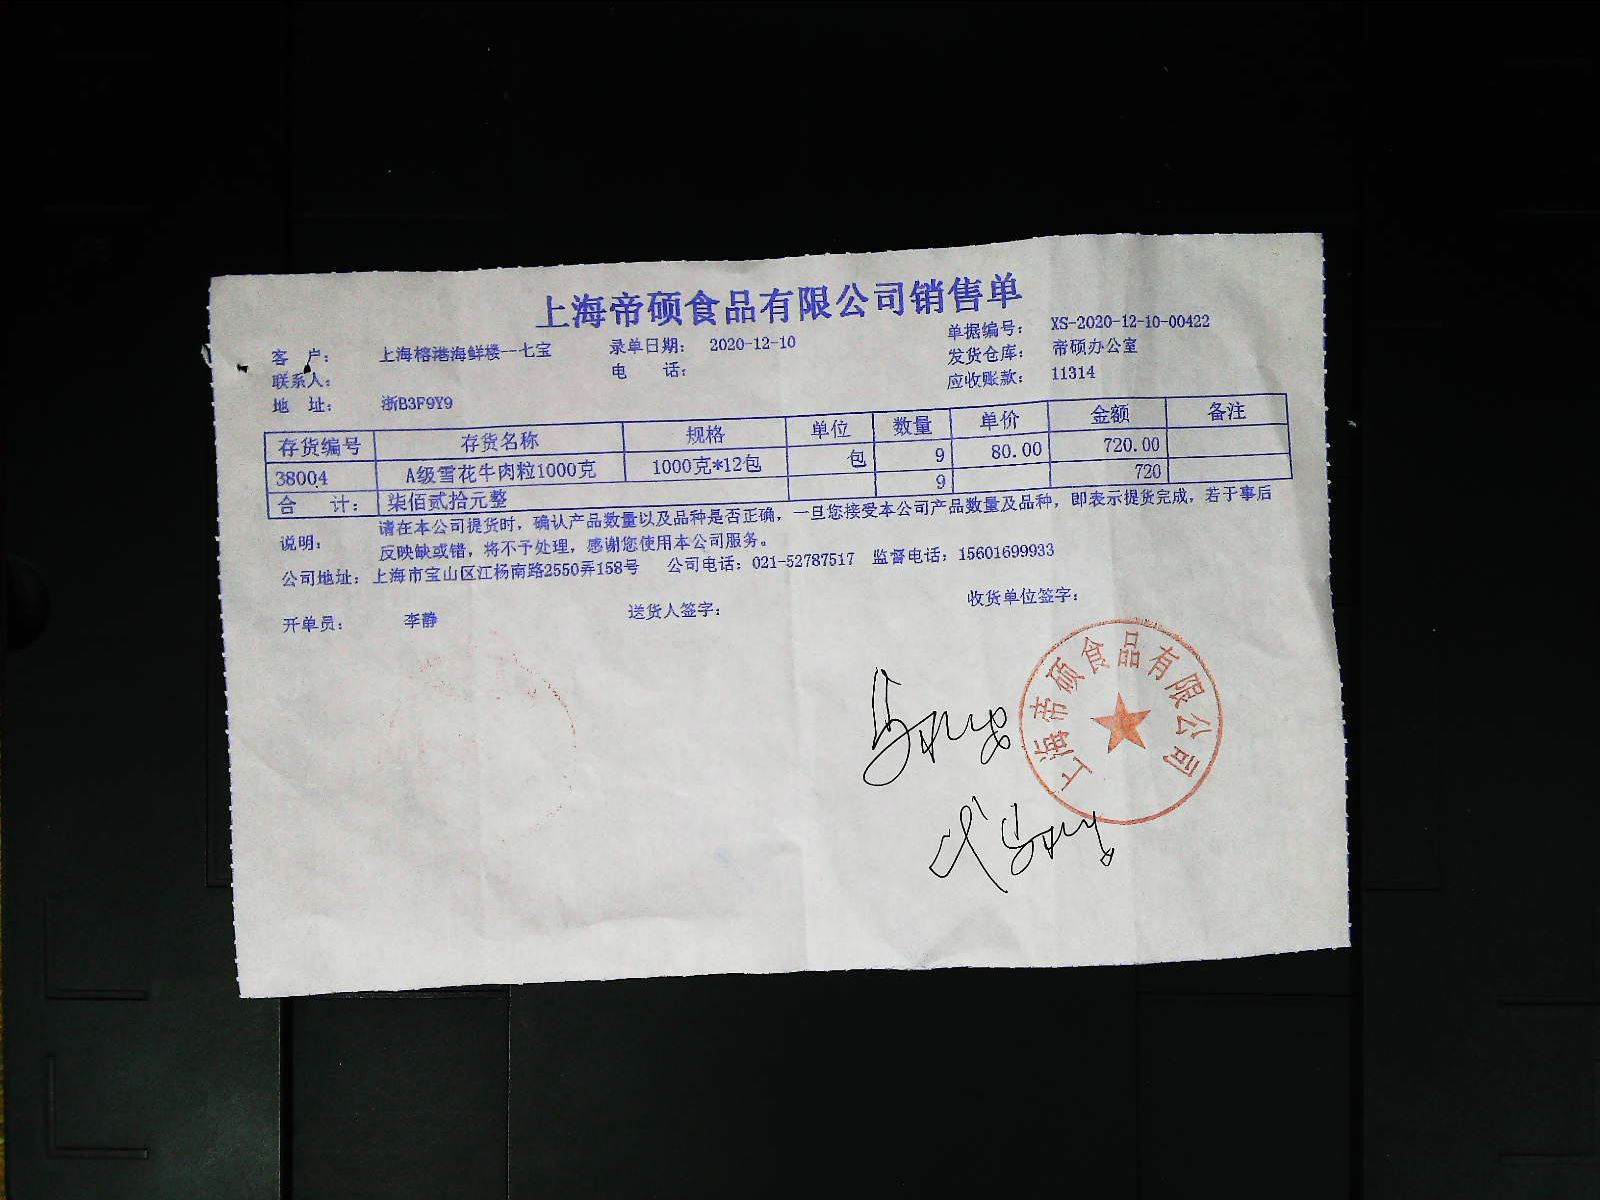 上海帝硕食品有限公司销售单
客 户： 上海榕港海鲜楼--七宝 录单日期： 2020-12-10 单据编号： XS-2020-12-10-00422
联系人： 电 话： 发货仓库： 帝硕办公室
地 址： 浙B3F9Y9 应收账款： 11314
存货编号 存货名称 规格 单位 数量 单价 金额 备注
38004 A级雪花牛肉粒1000克 1000克*12包 包 9 80.00 720.00
合 计： 柒佰贰拾元整 9 720
说明： 请在本公司提货时，确认产品数量以及品种是否正确，一旦您接受本公司产品数量及品种，即表示提货完成，若于事后
反映缺或错，将不予处理，感谢您使用本公司服务。
公司地址：上海市宝山区江杨南路2550弄158号 公司电话：021-52787517 监督电话：15601699933
开单员： 李静 送货人签字： 收货单位签字：
上海帝硕食品有限公司